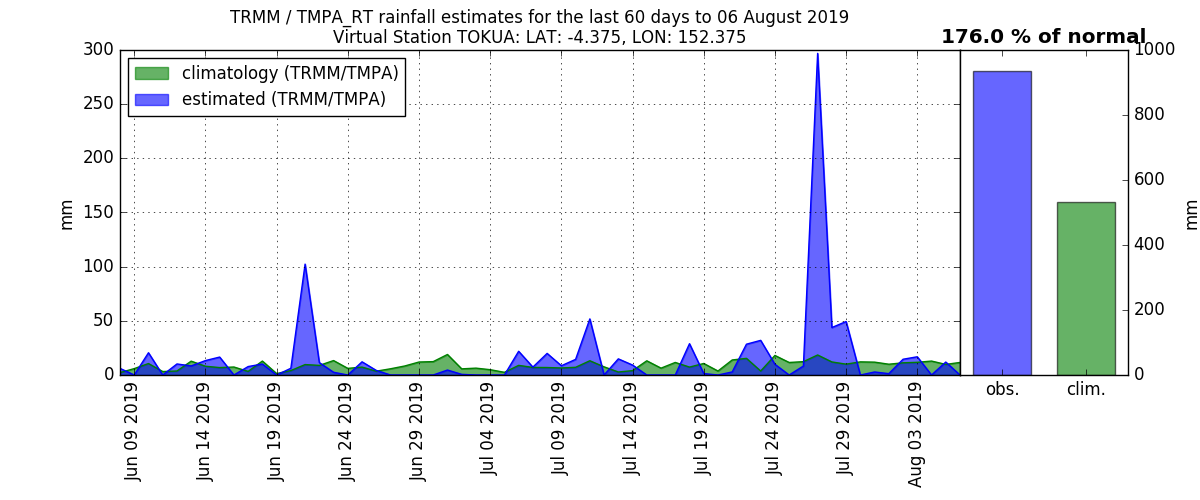 TRMM / TMPA_RT rainfall estimates for the last 60 days to 06 August 2019
Virtual Station TOKUA: LAT: -4.375, LON: 152.375
176.0 % of normal
climatology (TRMM/TMPA)
estimated (TRMM/TMPA)
mm
300
250
200
150
100
50
0
Jun 09 2019
Jun 14 2019
Jun 19 2019
Jun 24 2019
Jun 29 2019
Jul 04 2019
Jul 09 2019
Jul 14 2019
Jul 19 2019
Jul 24 2019
Jul 29 2019
Aug 03 2019
obs.
clim.
1000
800
600
400
200
0
mm